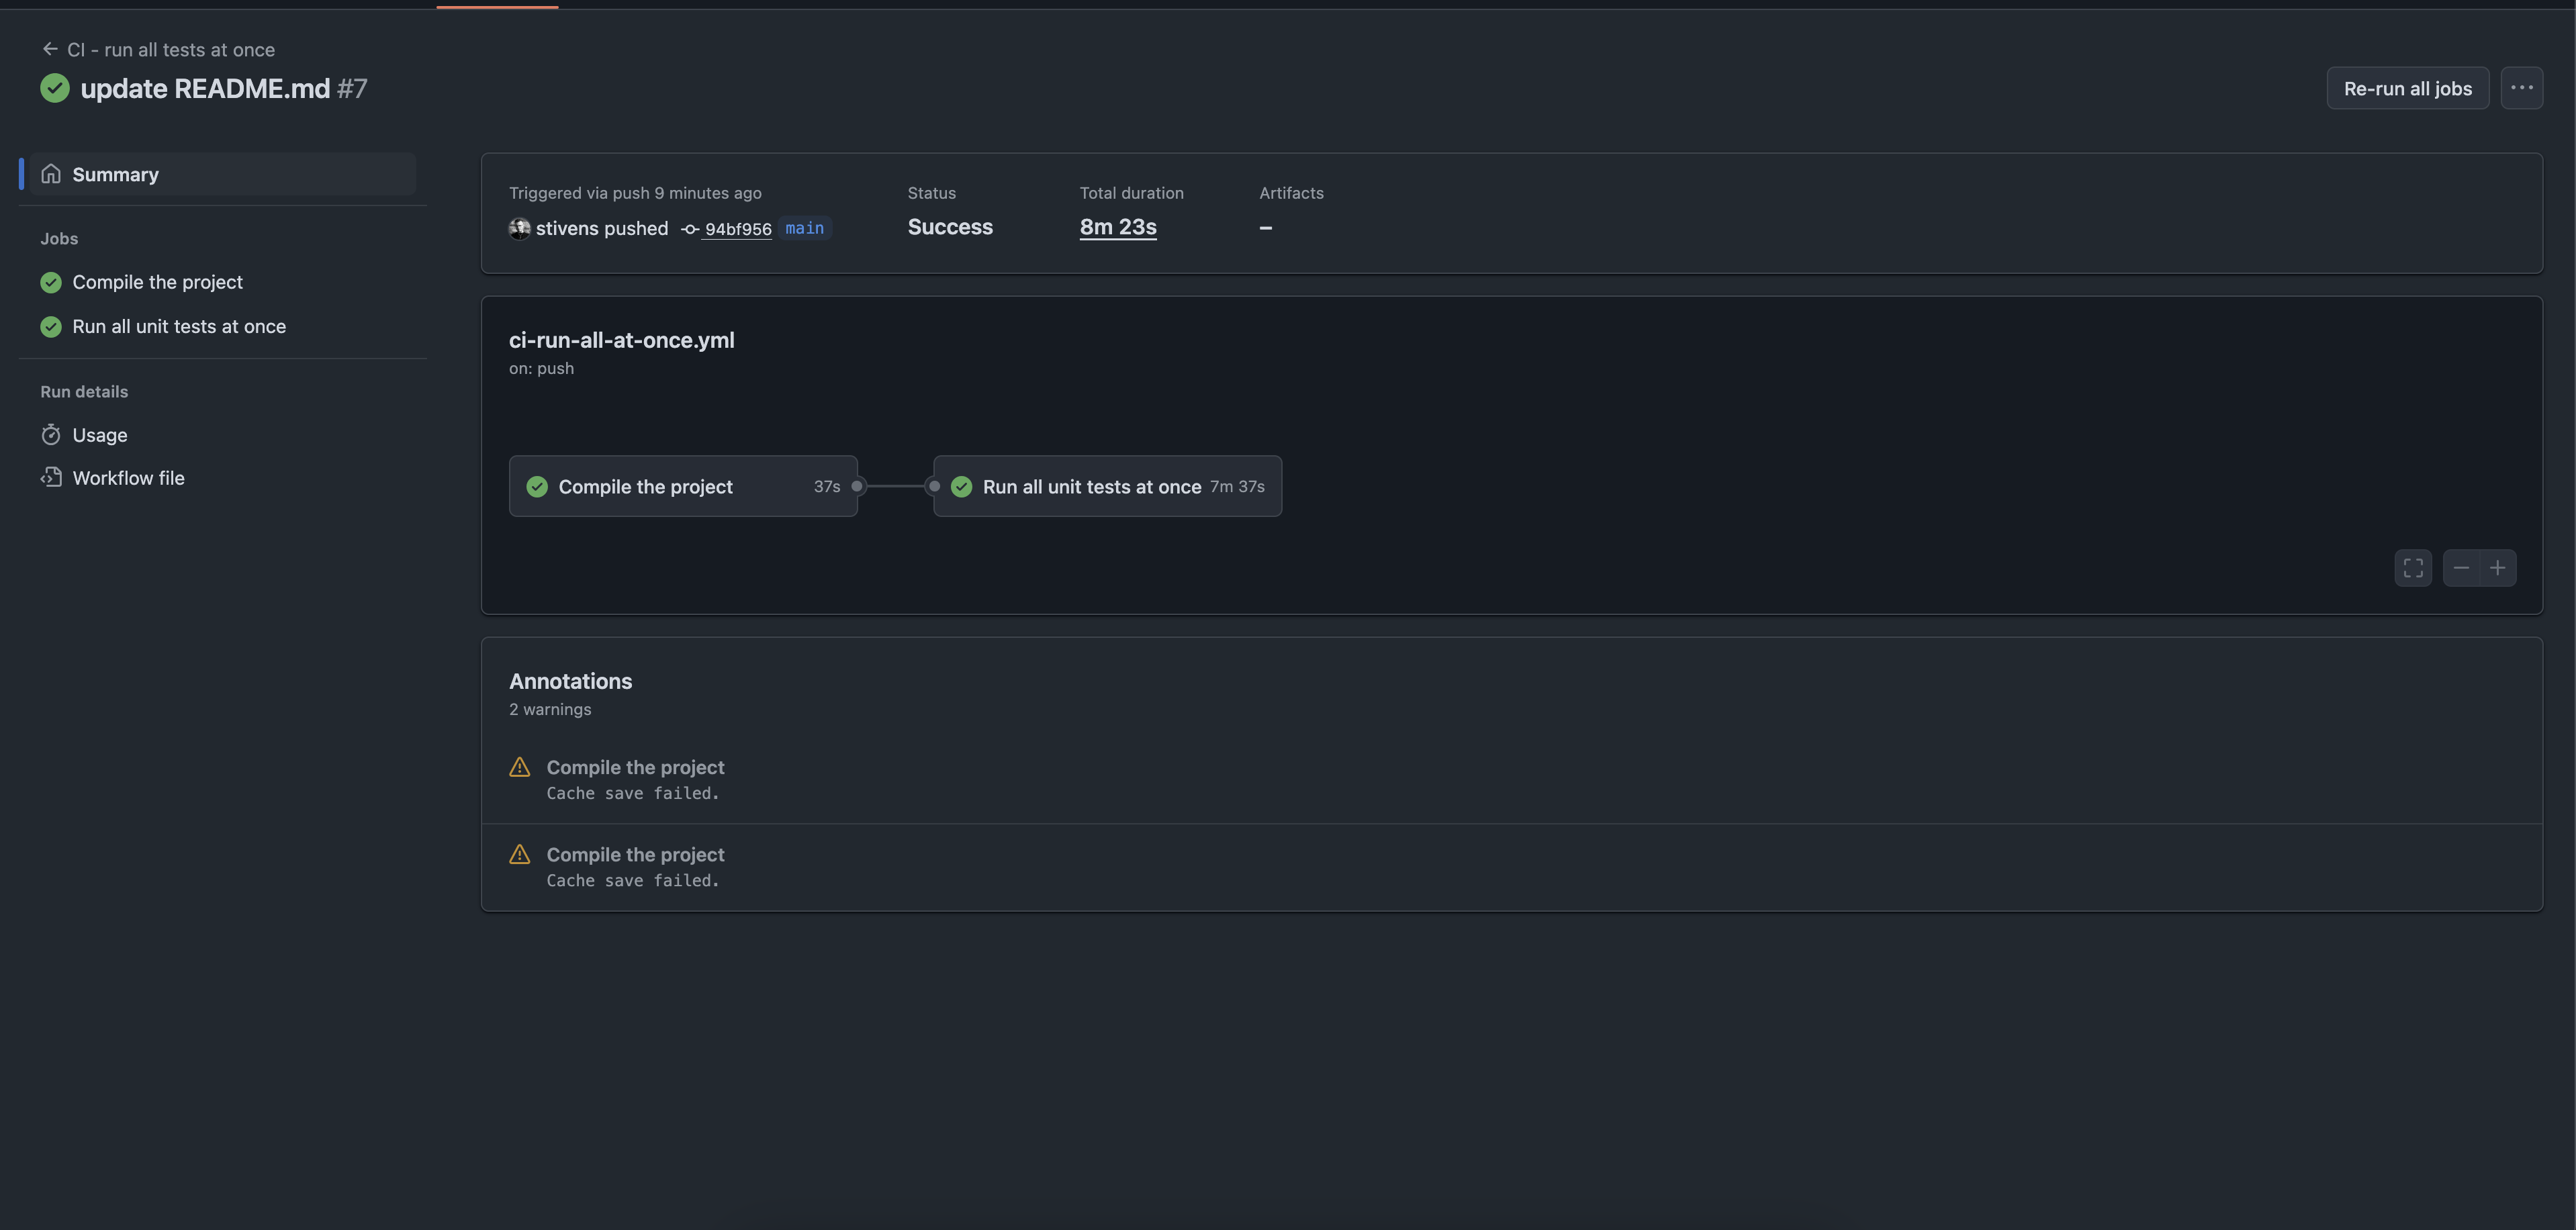 CI - run all tests at once
update README.md #7
Re-run all jobs
Summary
Jobs
Compile the project
Run all unit tests at once
Run details
Usage
Workflow file
Triggered via push 9 minutes ago
stivens pushed 94bf956 main
Status
Success
Total duration
8m 23s
Artifacts
–
ci-run-all-at-once.yml
on: push
Compile the project 37s
Run all unit tests at once 7m 37s
Annotations
2 warnings
Compile the project
Cache save failed.
Compile the project
Cache save failed.